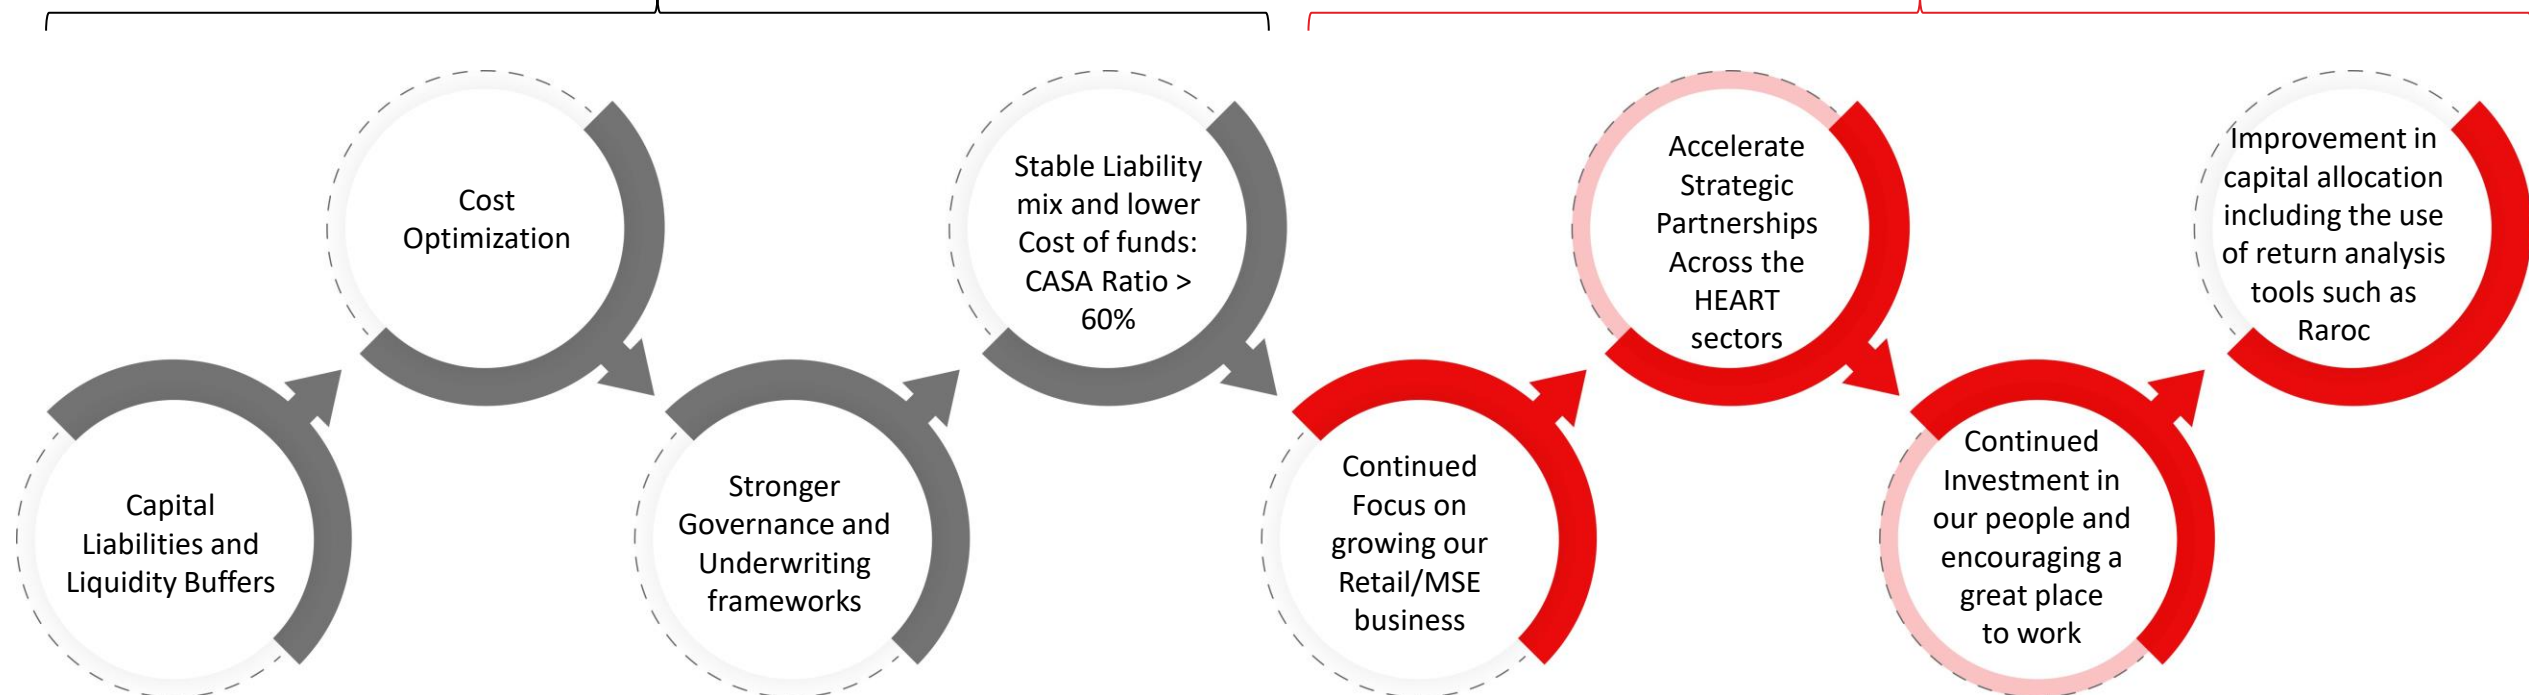 Capital
Liabilities and
Liquidity Buffers
Cost
Optimization
Stronger
Governance and
Underwriting
frameworks
Stable Liability
mix and lower
Cost of funds:
CASA Ratio >
60%
Continued
Focus on
growing our
Retail/MSE
business
Accelerate
Strategic
Partnerships
Across the
HEART
sectors
Continued
Investment in
our people and
encouraging a
great place
to work
Improvement in
capital allocation
including the use
of return analysis
tools such as
Raroc